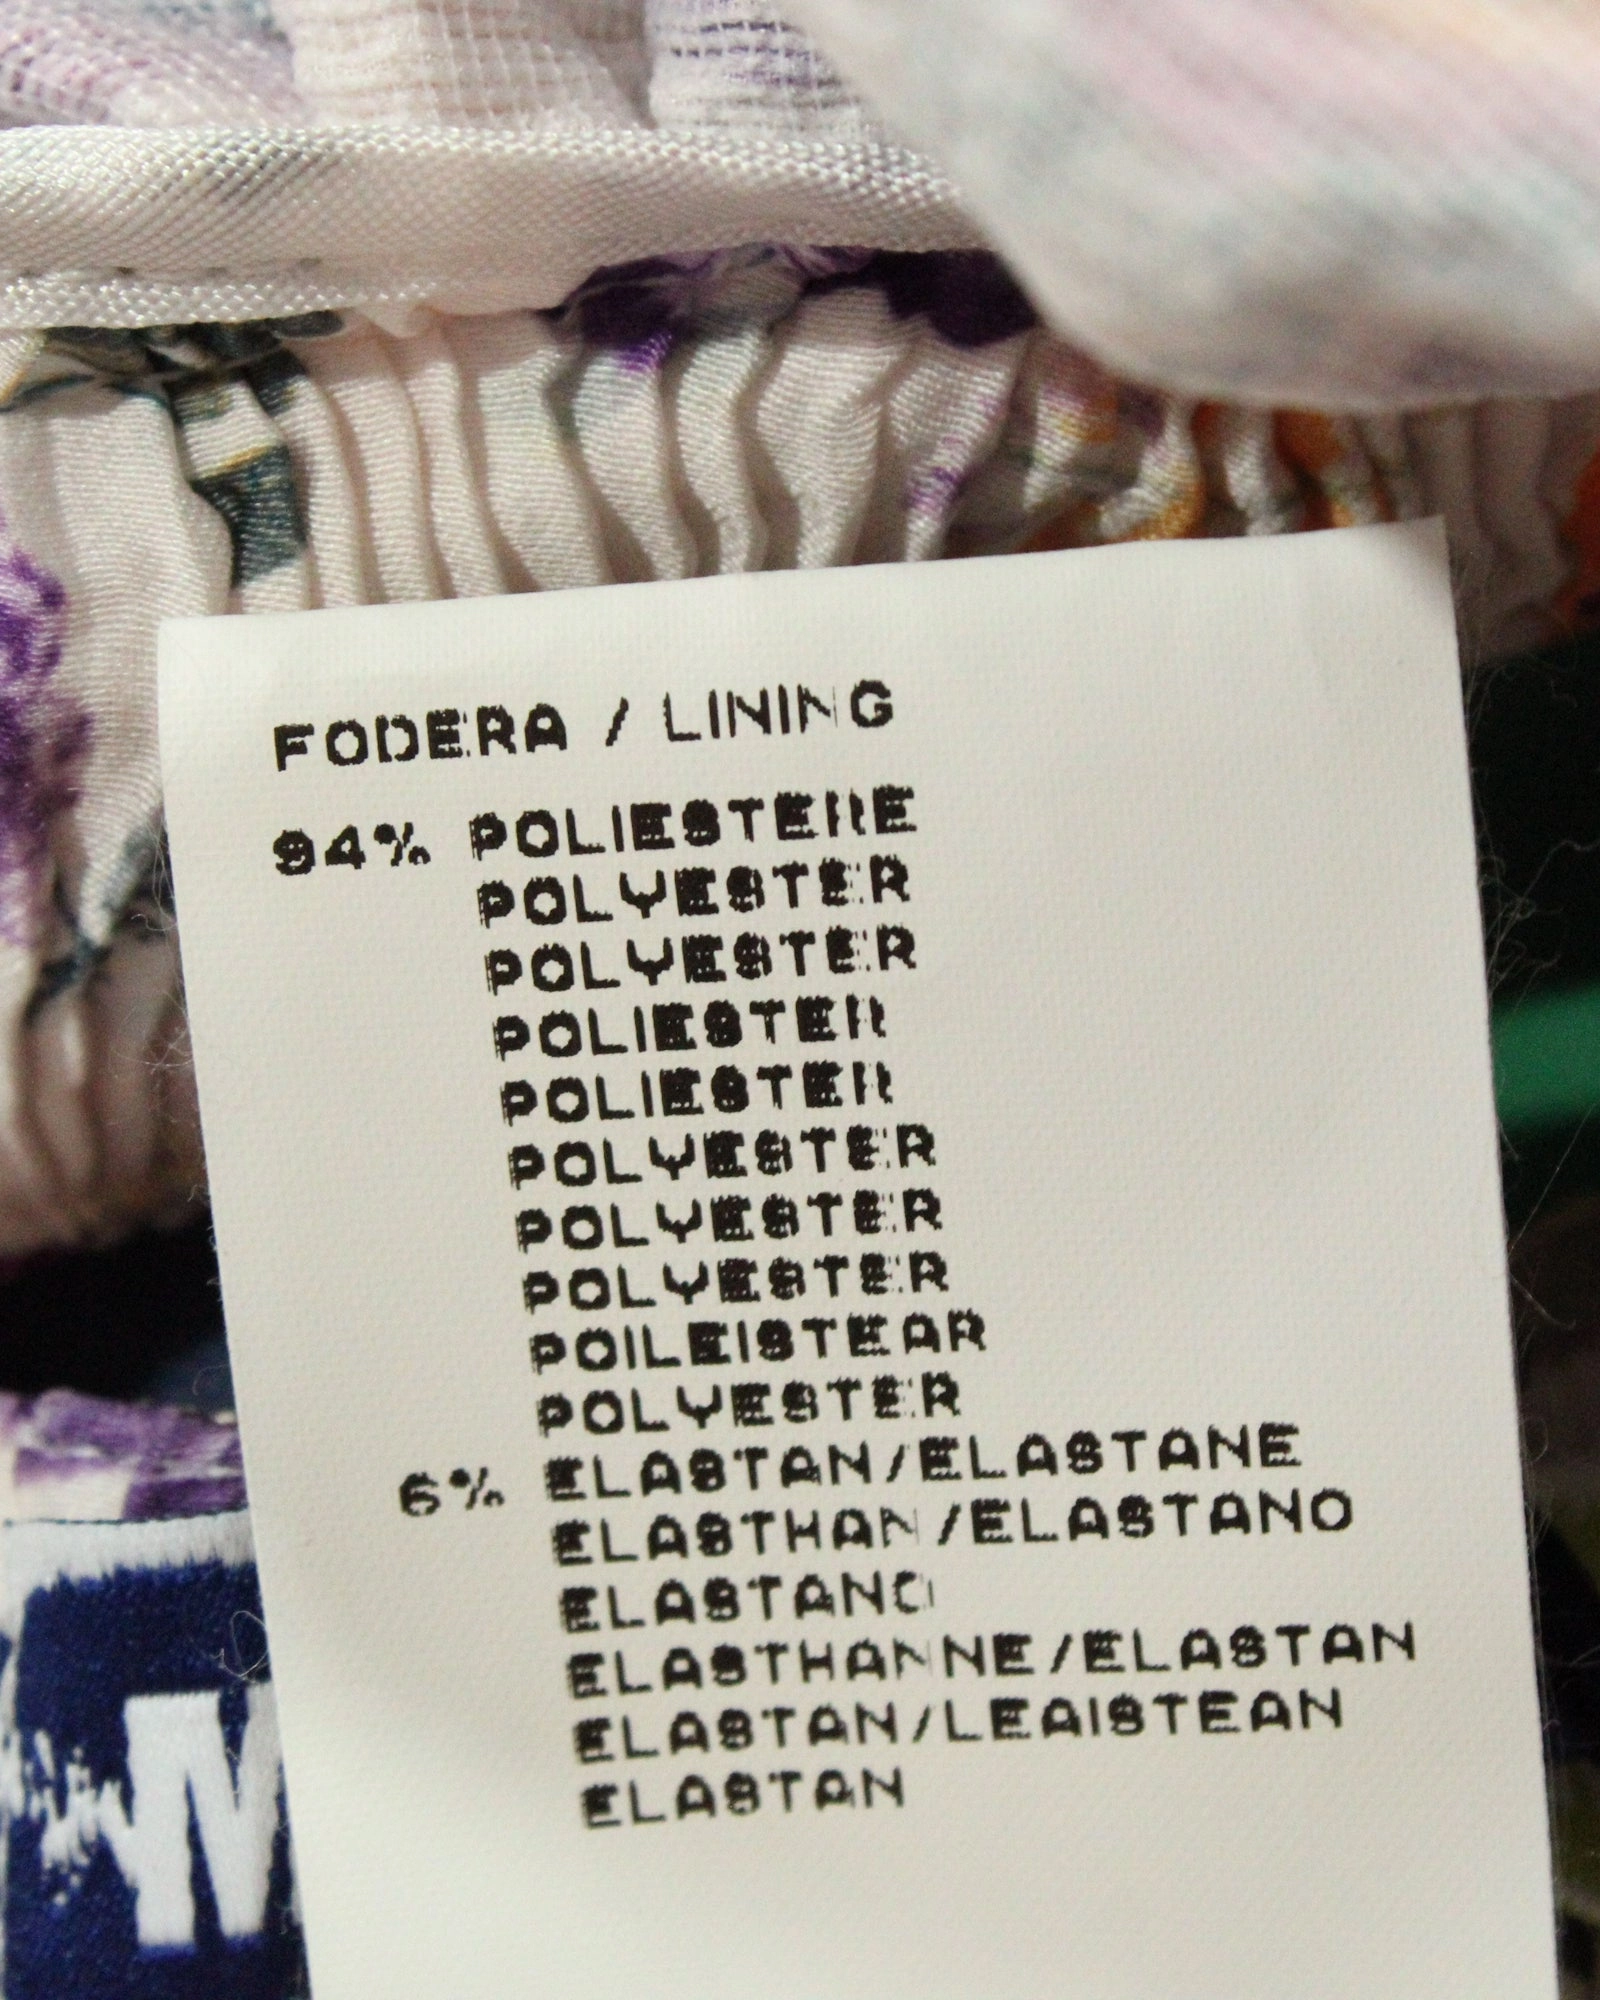 FODERA / LINING
94% POLIESTERE
POLYESTER
POLYESTER
POLIESTER
POLIESTER
POLYESTER
POLYESTER
POLYESTER
POILEISTEAR
POLYESTER
6% ELASTAN/ELASTANE
ELASTHAN/ELASTANO
ELASTANO
ELASTHANNE/ELASTAN
ELASTAN/LEAISTEAN
ELASTAN